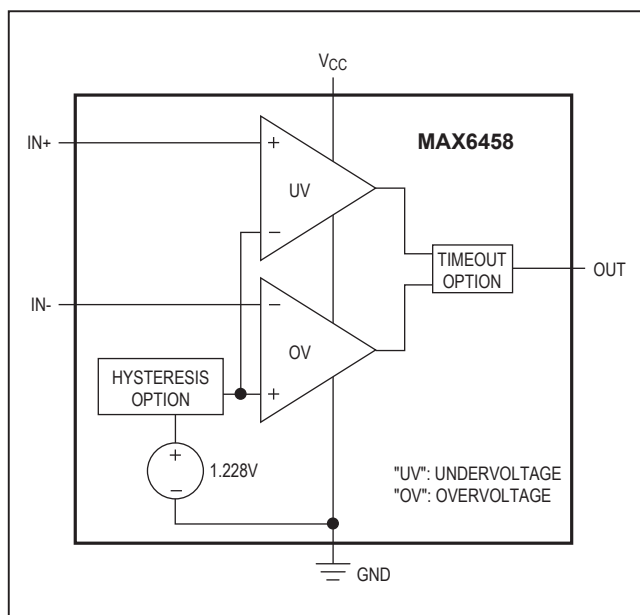 VCC
MAX6458
IN+
+
UV
−
TIMEOUT
OPTION
OUT
IN-
−
OV
HYSTERESIS
OPTION
+
+
1.228V
−
"UV": UNDERVOLTAGE
"OV": OVERVOLTAGE
GND